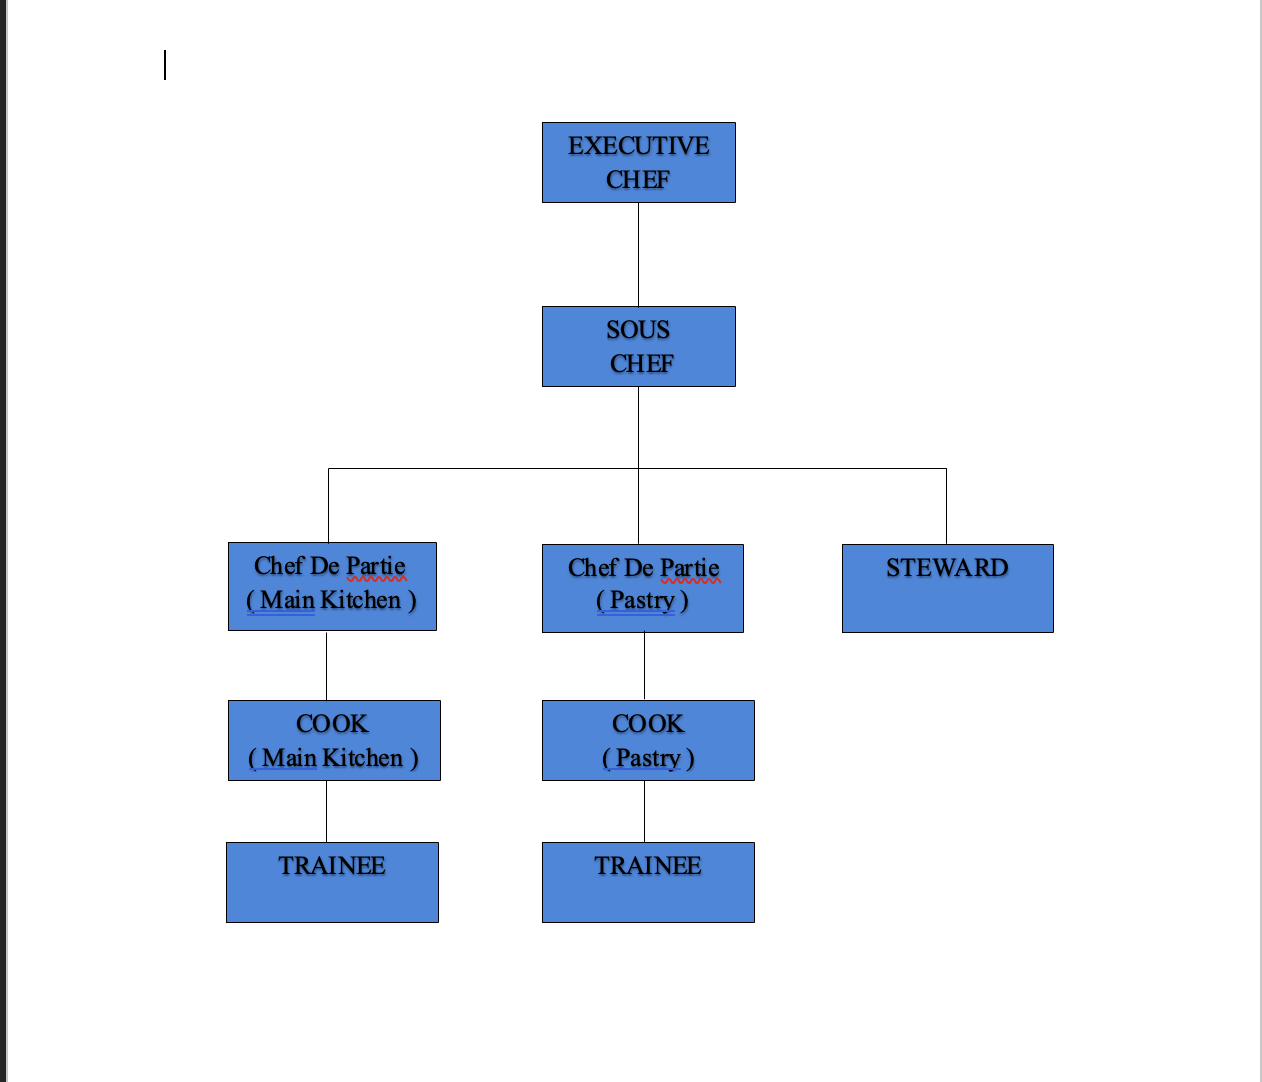 EXECUTIVE
CHEF
SOUS
CHEF
Chef De Partie
( Main Kitchen )
Chef De Partie
( Pastry )
STEWARD
COOK
( Main Kitchen )
COOK
( Pastry )
TRAINEE
TRAINEE